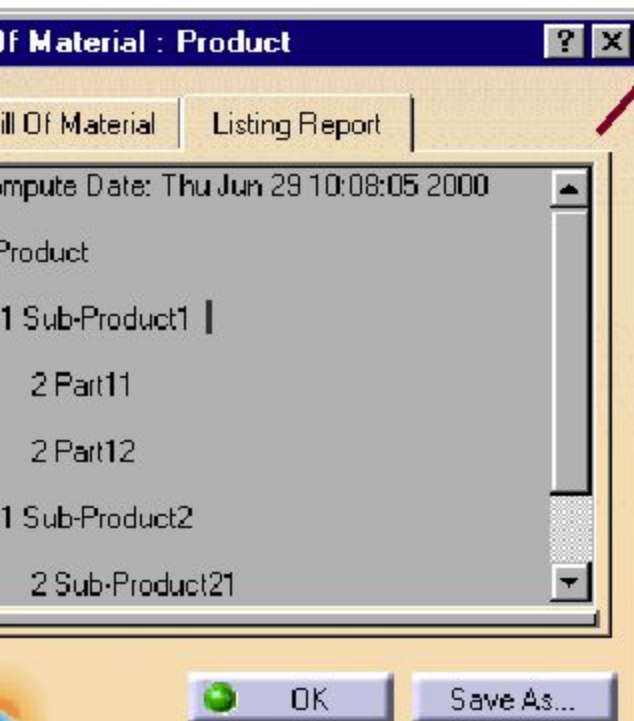 Of Material : Product
ill Of Material Listing Report
ompute Date: Thu Jun 29 10:08:05 2000
Product
1 Sub-Product1
2 Part11
2 Part12
1 Sub-Product2
2 Sub-Product21
OK Save As...